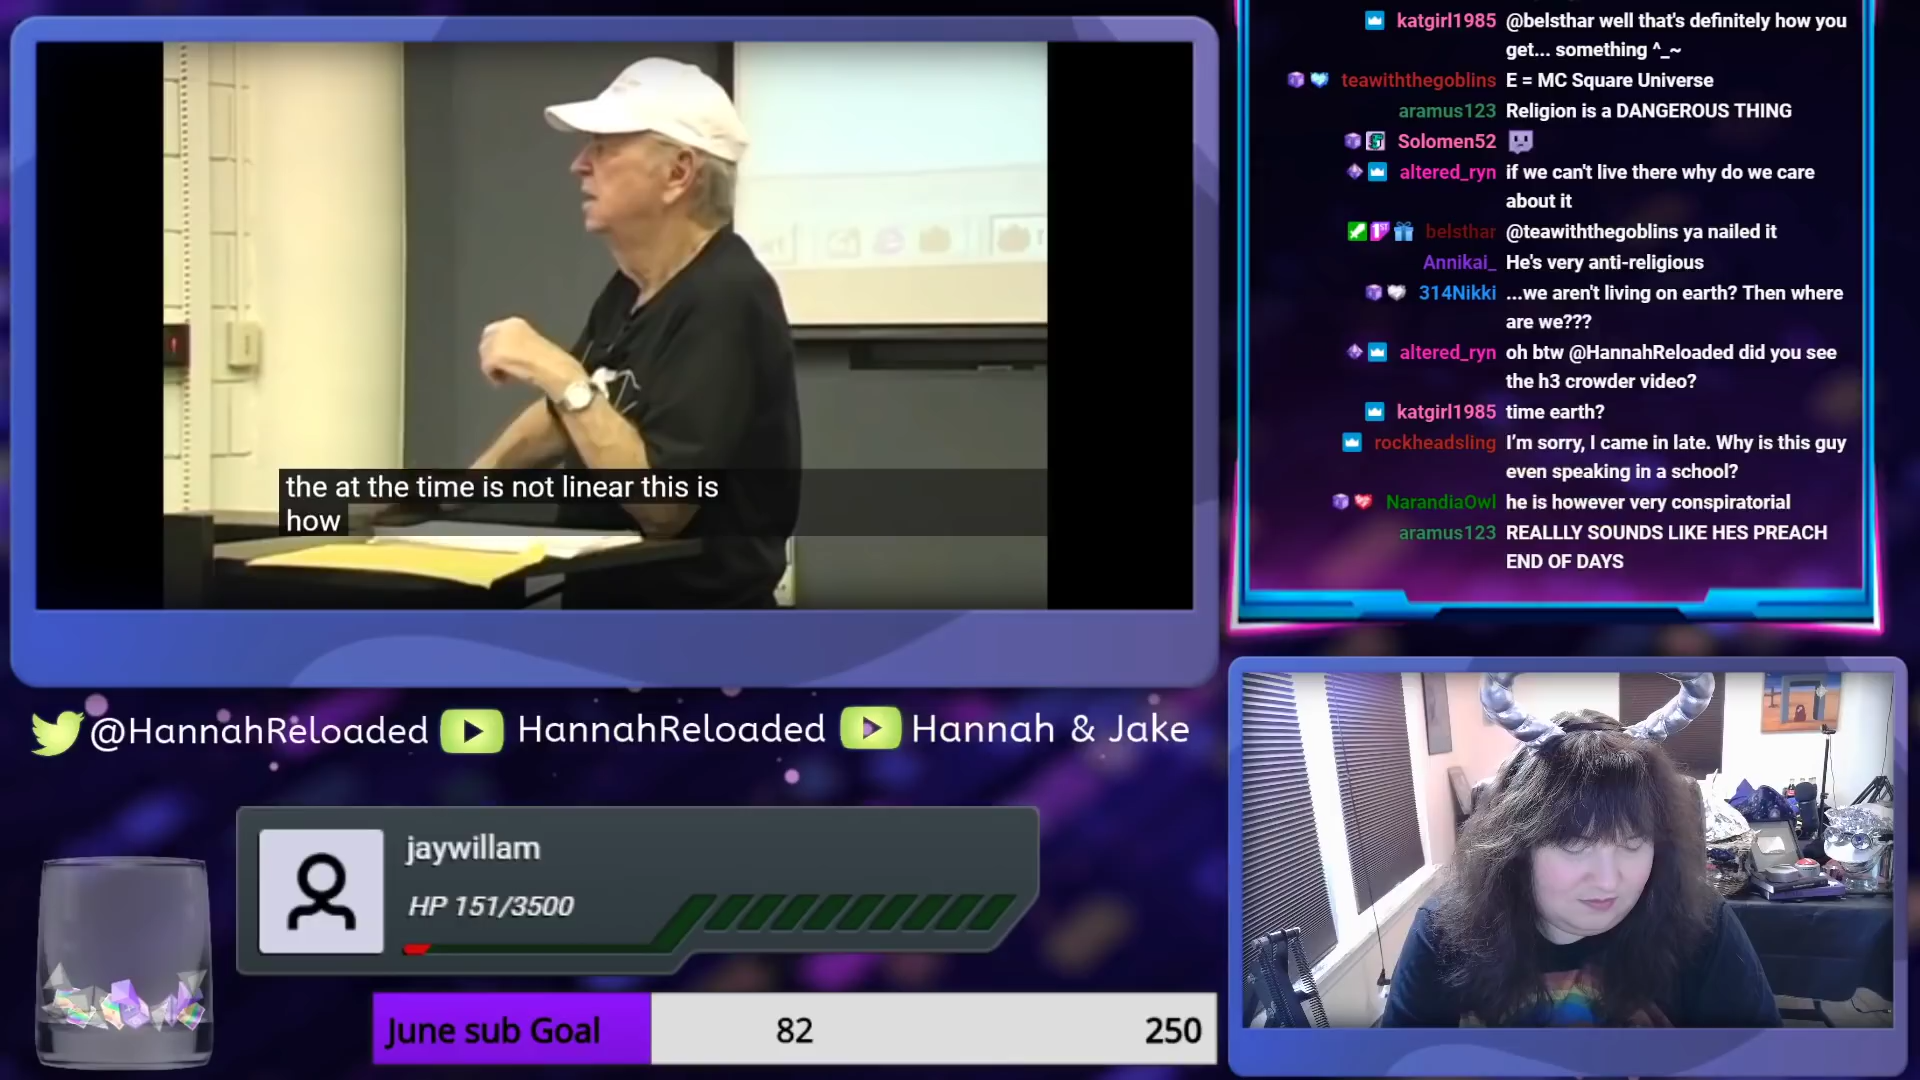 the at the time is not linear this is
how
katgirl1985 @belsthar well that's definitely how you
get... something ^_~
teawiththegoblins E = MC Square Universe
aramus123 Religion is a DANGEROUS THING
Solomen52
altered_ryn if we can't live there why do we care
about it
belsthar @teawiththegoblins ya nailed it
Annikai_ He's very anti-religious
314Nikki ...we aren't living on earth? Then where
are we???
altered_ryn oh btw @HannahReloaded did you see
the h3 crowder video?
katgirl1985 time earth?
rockheadsling I'm sorry, I came in late. Why is this guy
even speaking in a school?
NarandiaOwl he is however very conspiratorial
aramus123 REALLLY SOUNDS LIKE HES PREACH
END OF DAYS
@HannahReloaded HannahReloaded Hannah & Jake
jaywillam
HP 151/3500
June sub Goal 82 250